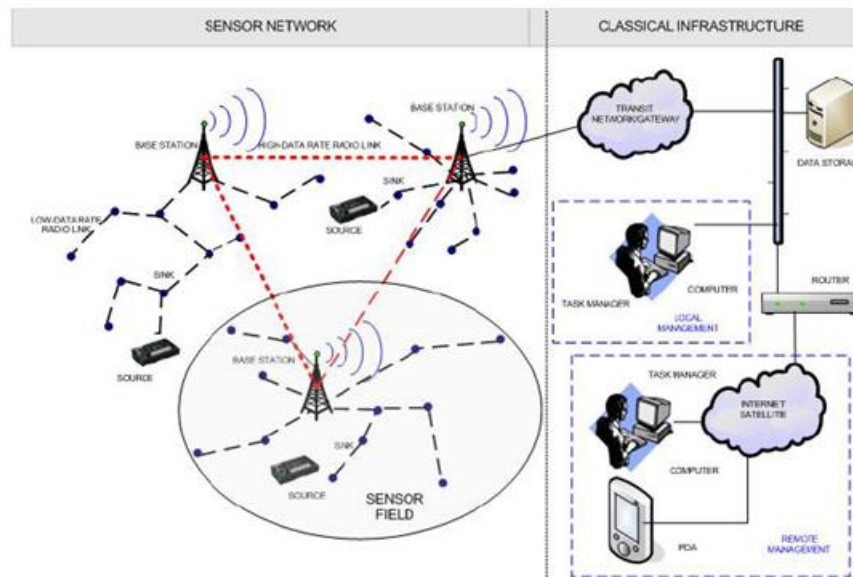 SENSOR NETWORK
CLASSICAL INFRASTRUCTURE
BASE STATION
TRANSIT
NETWORK/GATEWAY
BASE STATION
HIGH-DATA RATE RADIO LINK
DATA STORAG
SINK
SOURCE
LOW-DATA RATE
RADIO LINK
SINK
ROUTER
COMPUTER
TASK MANAGER
LOCAL
MANAGEMENT
BASE STATION
SOURCE
TASK MANAGER
INTERNET
SATELLITE
SINK
COMPUTER
SOURCE
SENSOR
FIELD
PDA
REMOTE
MANAGEMENT